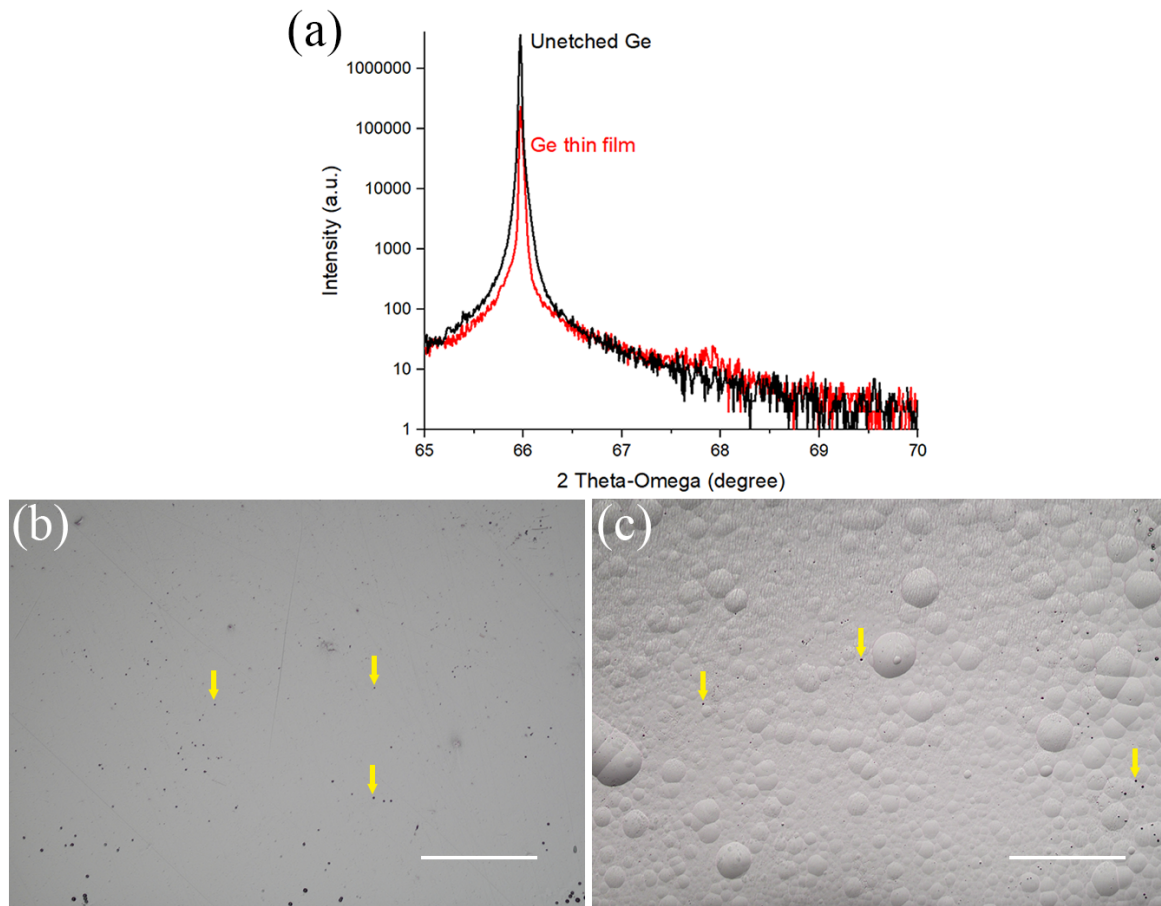 (a)
Unetched Ge
Ge thin film
Intensity (a.u.)
1000000
100000
10000
1000
100
10
1
65
66
67
68
69
70
2 Theta-Omega (degree)
(b)
(c)